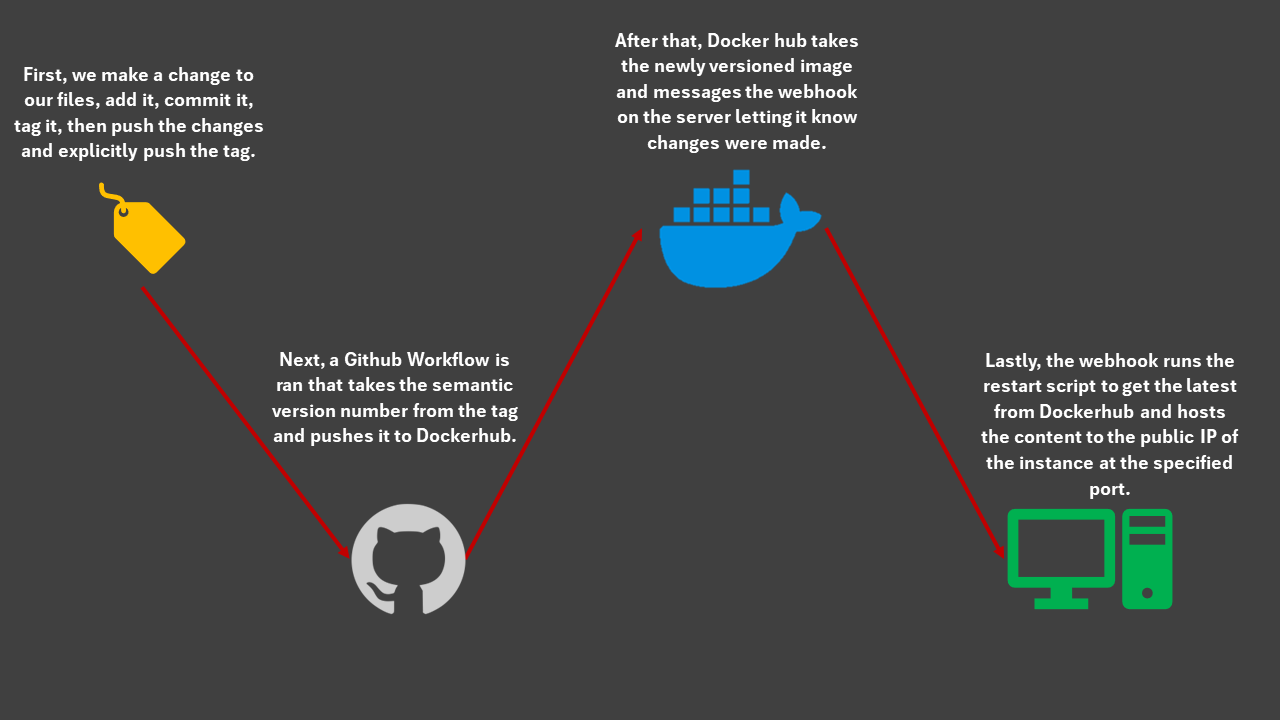 First, we make a change to
our files, add it, commit it,
tag it, then push the changes
and explicitly push the tag.
Next, a Github Workflow is
ran that takes the semantic
version number from the tag
and pushes it to Dockerhub.
After that, Docker hub takes
the newly versioned image
and messages the webhook
on the server letting it know
changes were made.
Lastly, the webhook runs the
restart script to get the latest
from Dockerhub and hosts
the content to the public IP of
the instance at the specified
port.